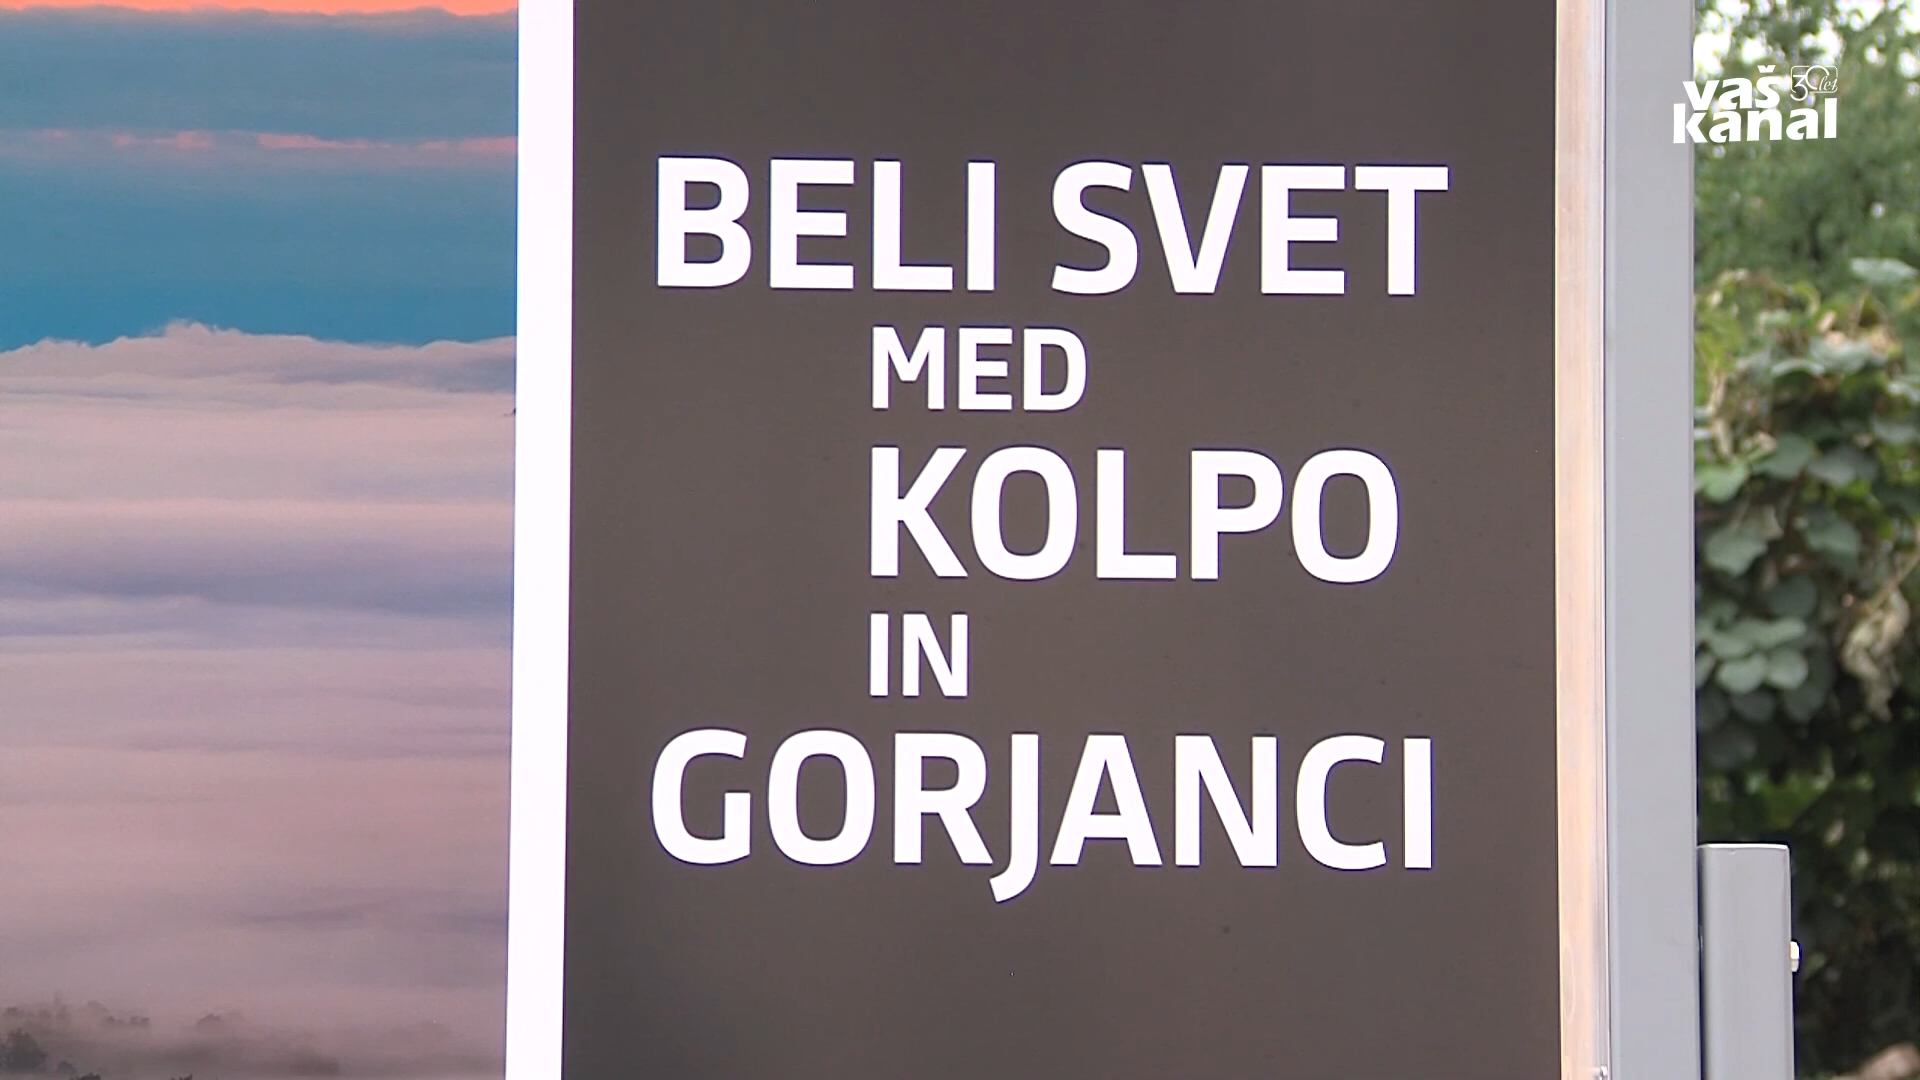 vaš 30 let
kanal
BELI SVET
MED
KOLPO
IN
GORJANCI